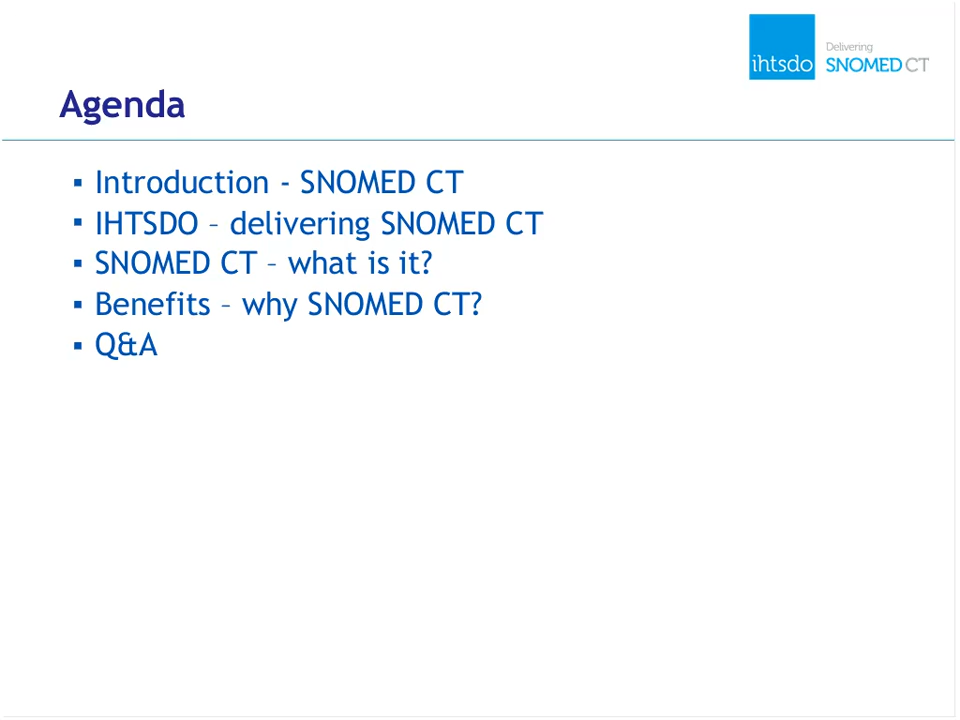 ihtsdo
Delivering
SNOMED CT
Agenda
▪ Introduction - SNOMED CT
▪ IHTSDO – delivering SNOMED CT
▪ SNOMED CT – what is it?
▪ Benefits – why SNOMED CT?
▪ Q&A